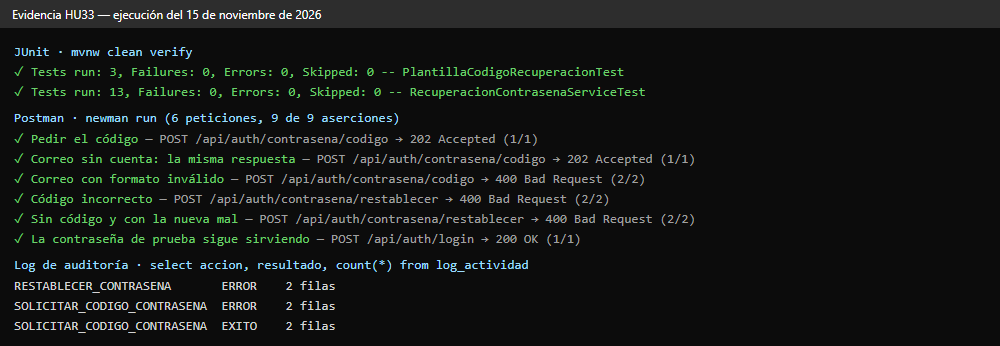 Evidencia HU33 — ejecución del 15 de noviembre de 2026
JUnit · mvnw clean verify
✓ Tests run: 3, Failures: 0, Errors: 0, Skipped: 0 -- PlantillaCodigoRecuperacionTest
✓ Tests run: 13, Failures: 0, Errors: 0, Skipped: 0 -- RecuperacionContrasenaServiceTest
Postman · newman run (6 peticiones, 9 de 9 aserciones)
✓ Pedir el código — POST /api/auth/contrasena/codigo → 202 Accepted (1/1)
✓ Correo sin cuenta: la misma respuesta — POST /api/auth/contrasena/codigo → 202 Accepted (1/1)
✓ Correo con formato inválido — POST /api/auth/contrasena/codigo → 400 Bad Request (2/2)
✓ Código incorrecto — POST /api/auth/contrasena/restablecer → 400 Bad Request (2/2)
✓ Sin código y con la nueva mal — POST /api/auth/contrasena/restablecer → 400 Bad Request (2/2)
✓ La contraseña de prueba sigue sirviendo — POST /api/auth/login → 200 OK (1/1)
Log de auditoría · select accion, resultado, count(*) from log_actividad
RESTABLECER_CONTRASENA ERROR 2 filas
SOLICITAR_CODIGO_CONTRASENA ERROR 2 filas
SOLICITAR_CODIGO_CONTRASENA EXITO 2 filas